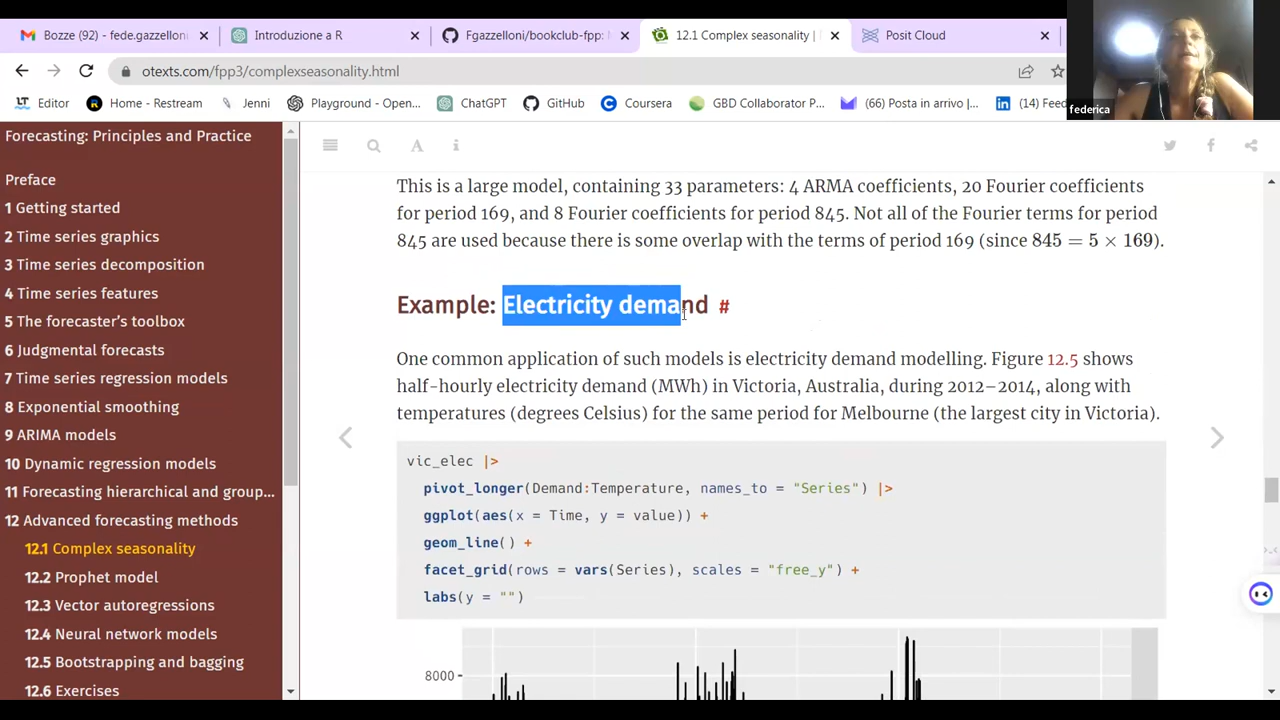 Bozze (92) - fede.gazzelloni
Introduzione a R
Fgazzelloni/bookclub-fpp: M
12.1 Complex seasonality |
Posit Cloud
otexts.com/fpp3/complexseasonality.html
Editor
Home - Restream
Jenni
Playground - Open...
ChatGPT
GitHub
Coursera
GBD Collaborator P...
(66) Posta in arrivo |...
(14) Feed
federica
Forecasting: Principles and Practice
Preface
1 Getting started
2 Time series graphics
3 Time series decomposition
4 Time series features
5 The forecaster's toolbox
6 Judgmental forecasts
7 Time series regression models
8 Exponential smoothing
9 ARIMA models
10 Dynamic regression models
11 Forecasting hierarchical and group...
12 Advanced forecasting methods
12.1 Complex seasonality
12.2 Prophet model
12.3 Vector autoregressions
12.4 Neural network models
12.5 Bootstrapping and bagging
12.6 Exercises
This is a large model, containing 33 parameters: 4 ARMA coefficients, 20 Fourier coefficients
for period 169, and 8 Fourier coefficients for period 845. Not all of the Fourier terms for period
845 are used because there is some overlap with the terms of period 169 (since 845 = 5 × 169).
Example: Electricity demand #
One common application of such models is electricity demand modelling. Figure 12.5 shows
half-hourly electricity demand (MWh) in Victoria, Australia, during 2012–2014, along with
temperatures (degrees Celsius) for the same period for Melbourne (the largest city in Victoria).
vic_elec |>
pivot_longer(Demand:Temperature, names_to = "Series") |>
ggplot(aes(x = Time, y = value)) +
geom_line() +
facet_grid(rows = vars(Series), scales = "free_y") +
labs(y = "")
8000